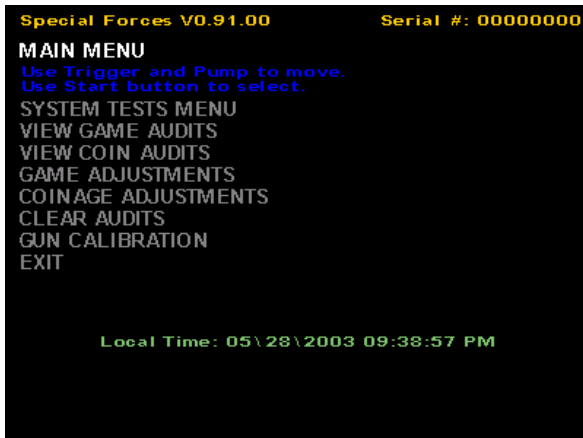 Special Forces V0.91.00 Serial #: 00000000
MAIN MENU
Use Trigger and Pump to move.
Use Start button to select.
SYSTEM TESTS MENU
VIEW GAME AUDITS
VIEW COIN AUDITS
GAME ADJUSTMENTS
COINAGE ADJUSTMENTS
CLEAR AUDITS
GUN CALIBRATION
EXIT
Local Time: 05\28\2003 09:38:57 PM